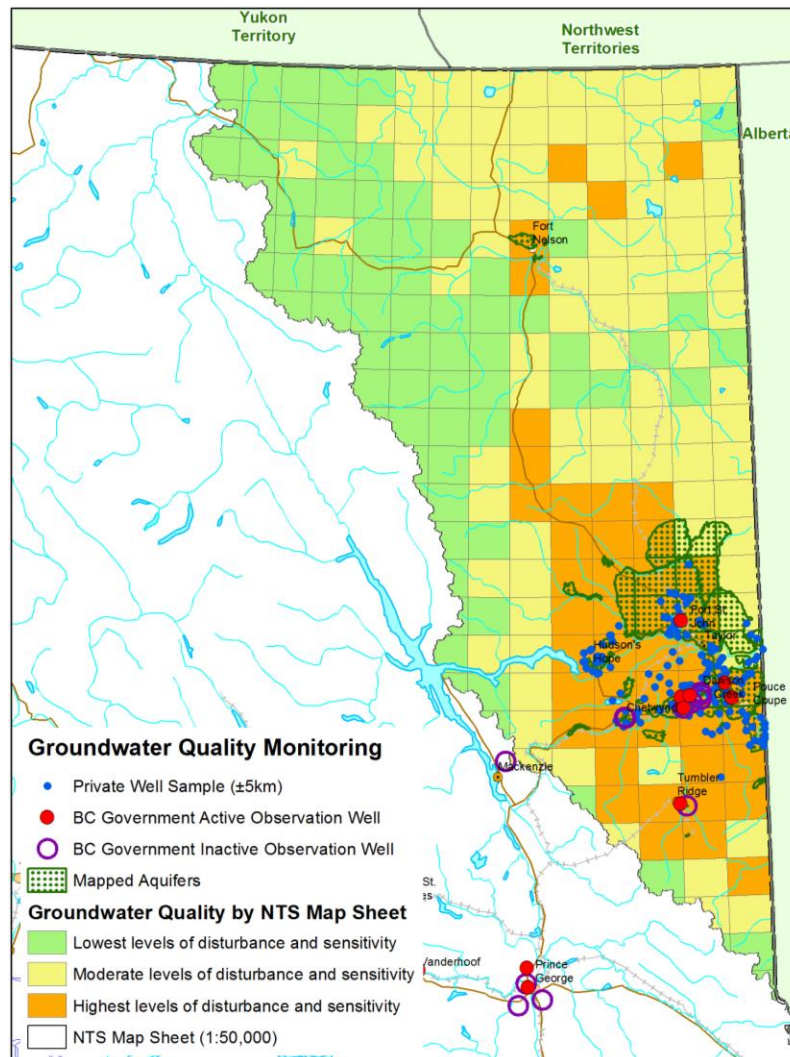 Yukon
Territory
Northwest
Territories
Alberta
Fort
Nelson
Fort St.
John
Taylor
Hudson's
Hope
Dawson
Creek
Pouce
Coupe
Chetwynd
Tumbler
Ridge
Mackenzie
St.
es
Vanderhoof
Prince
George
Groundwater Quality Monitoring
Private Well Sample (±5km)
BC Government Active Observation Well
BC Government Inactive Observation Well
Mapped Aquifers
Groundwater Quality by NTS Map Sheet
Lowest levels of disturbance and sensitivity
Moderate levels of disturbance and sensitivity
Highest levels of disturbance and sensitivity
NTS Map Sheet (1:50,000)